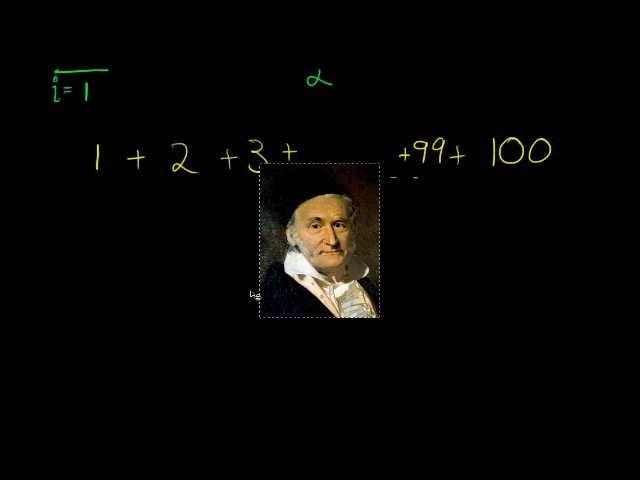 α
i= 1
1 + 2 + 3 + +99 + 100